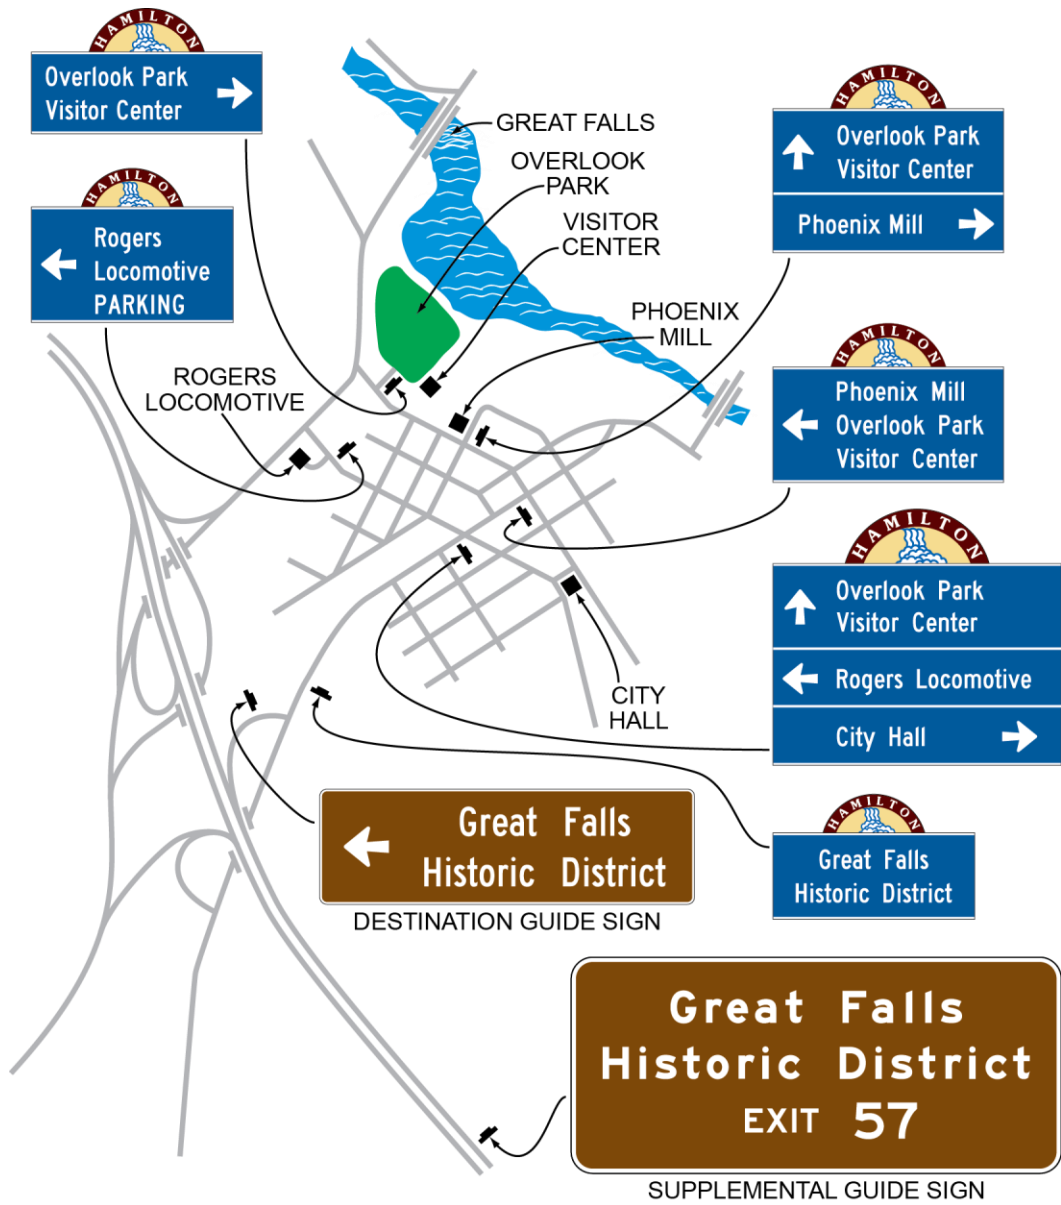 HAMILTON
Overlook Park
Visitor Center
HAMILTON
Rogers
Locomotive
PARKING
GREAT FALLS
OVERLOOK
PARK
VISITOR
CENTER
PHOENIX
MILL
ROGERS
LOCOMOTIVE
CITY
HALL
HAMILTON
Overlook Park
Visitor Center
Phoenix Mill
HAMILTON
Phoenix Mill
Overlook Park
Visitor Center
HAMILTON
Overlook Park
Visitor Center
Rogers Locomotive
City Hall
HAMILTON
Great Falls
Historic District
Great Falls
Historic District
DESTINATION GUIDE SIGN
Great Falls
Historic District
EXIT 57
SUPPLEMENTAL GUIDE SIGN